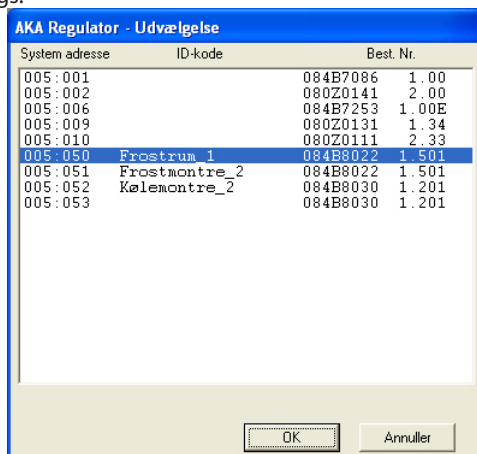 gs.
AKA Regulator - Udvælgelse
System adresse ID-kode Best. Nr.
005:001 084B7086 1.00
005:002 080Z0141 2.00
005:006 084B7253 1.00E
005:009 080Z0131 1.34
005:010 080Z0111 2.33
005:050 Frostrum_1 084B8022 1.501
005:051 Frostmontre_2 084B8022 1.501
005:052 Kølemontre_2 084B8030 1.201
005:053 084B8030 1.201
OK Annuller